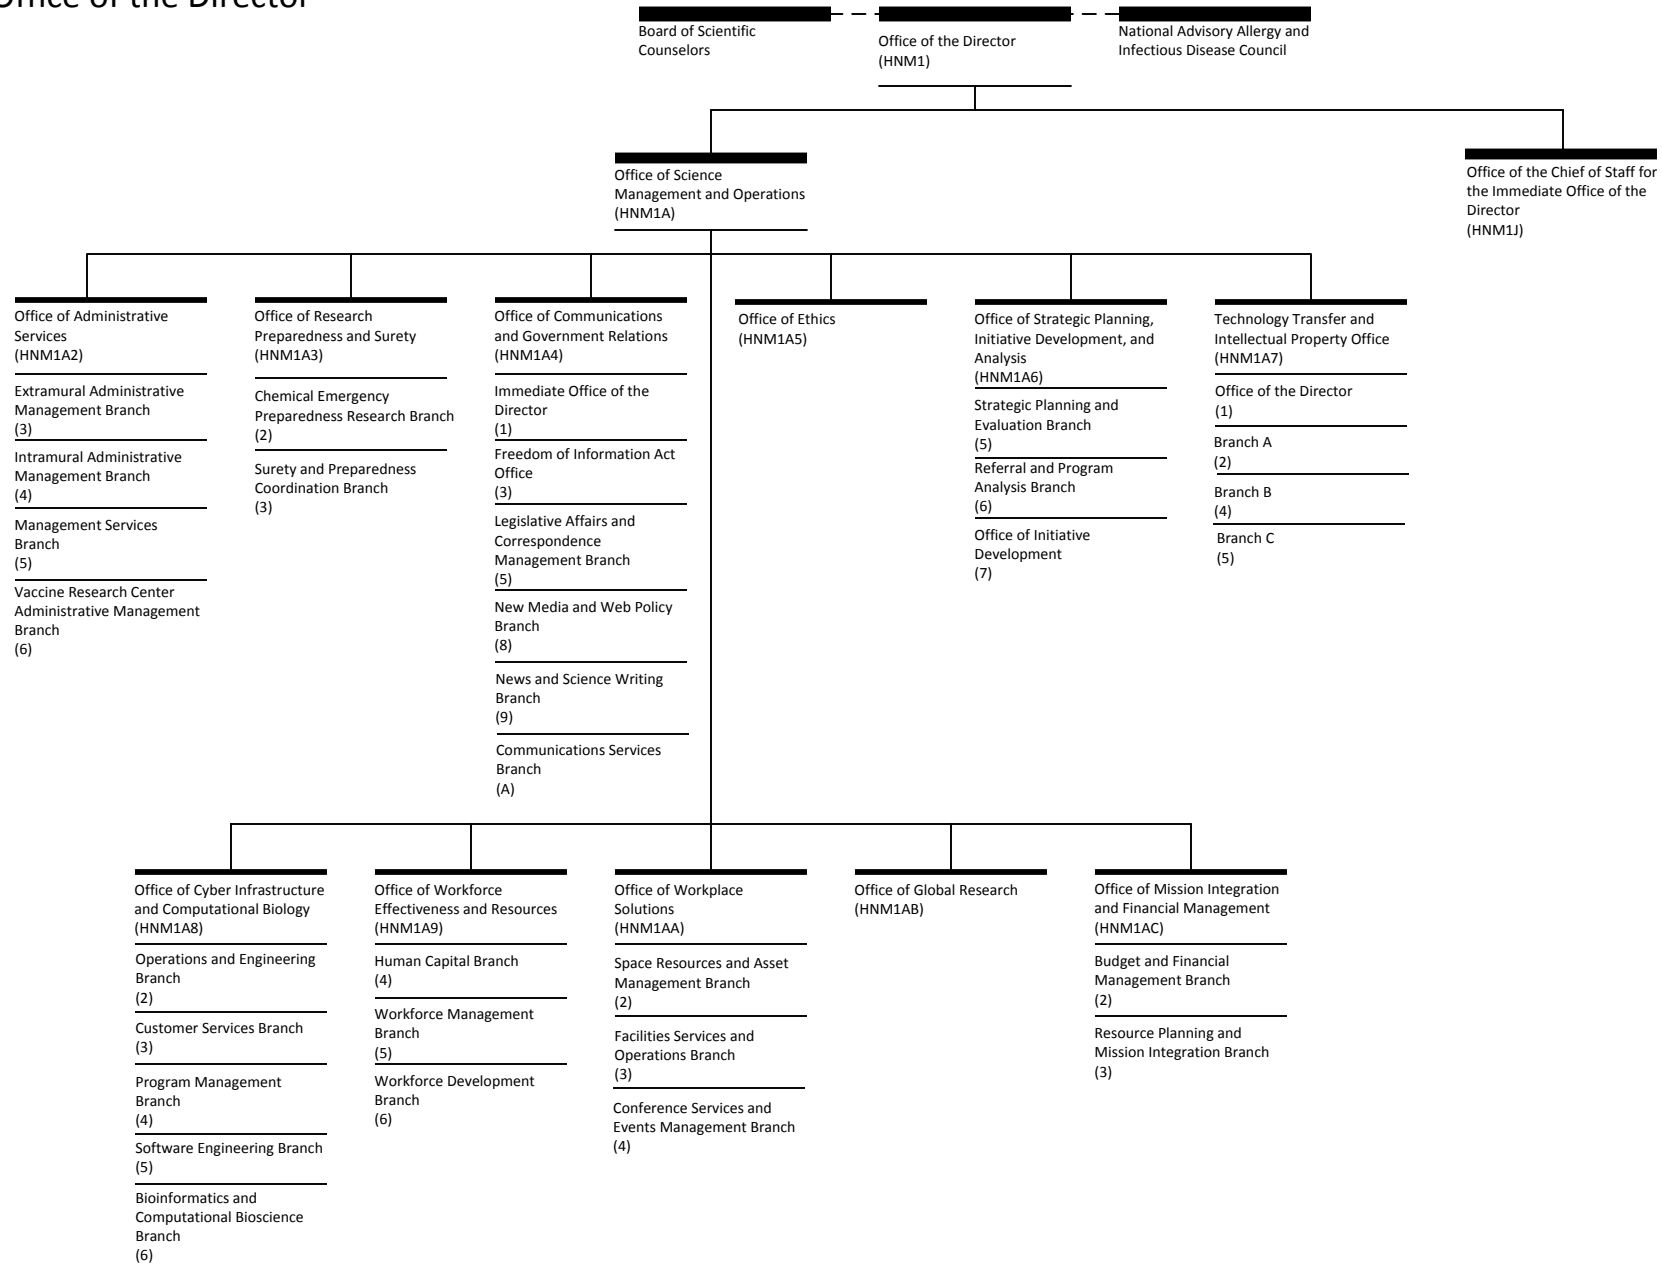 Office of the Director
Board of Scientific
Counselors
Office of the Director
(HNM1)
National Advisory Allergy and
Infectious Disease Council
Office of Science
Management and Operations
(HNM1A)
Office of the Chief of Staff for
the Immediate Office of the
Director
(HNM1J)
Office of Administrative
Services
(HNM1A2)
Extramural Administrative
Management Branch
(3)
Intramural Administrative
Management Branch
(4)
Management Services
Branch
(5)
Vaccine Research Center
Administrative Management
Branch
(6)
Office of Research
Preparedness and Surety
(HNM1A3)
Chemical Emergency
Preparedness Research Branch
(2)
Surety and Preparedness
Coordination Branch
(3)
Office of Communications
and Government Relations
(HNM1A4)
Immediate Office of the
Director
(1)
Freedom of Information Act
Office
(3)
Legislative Affairs and
Correspondence
Management Branch
(5)
New Media and Web Policy
Branch
(8)
News and Science Writing
Branch
(9)
Communications Services
Branch
(A)
Office of Ethics
(HNM1A5)
Office of Strategic Planning,
Initiative Development, and
Analysis
(HNM1A6)
Strategic Planning and
Evaluation Branch
(5)
Referral and Program
Analysis Branch
(6)
Office of Initiative
Development
(7)
Technology Transfer and
Intellectual Property Office
(HNM1A7)
Office of the Director
(1)
Branch A
(2)
Branch B
(4)
Branch C
(5)
Office of Cyber Infrastructure
and Computational Biology
(HNM1A8)
Operations and Engineering
Branch
(2)
Customer Services Branch
(3)
Program Management
Branch
(4)
Software Engineering Branch
(5)
Bioinformatics and
Computational Bioscience
Branch
(6)
Office of Workforce
Effectiveness and Resources
(HNM1A9)
Human Capital Branch
(4)
Workforce Management
Branch
(5)
Workforce Development
Branch
(6)
Office of Workplace
Solutions
(HNM1AA)
Space Resources and Asset
Management Branch
(2)
Facilities Services and
Operations Branch
(3)
Conference Services and
Events Management Branch
(4)
Office of Global Research
(HNM1AB)
Office of Mission Integration
and Financial Management
(HNM1AC)
Budget and Financial
Management Branch
(2)
Resource Planning and
Mission Integration Branch
(3)